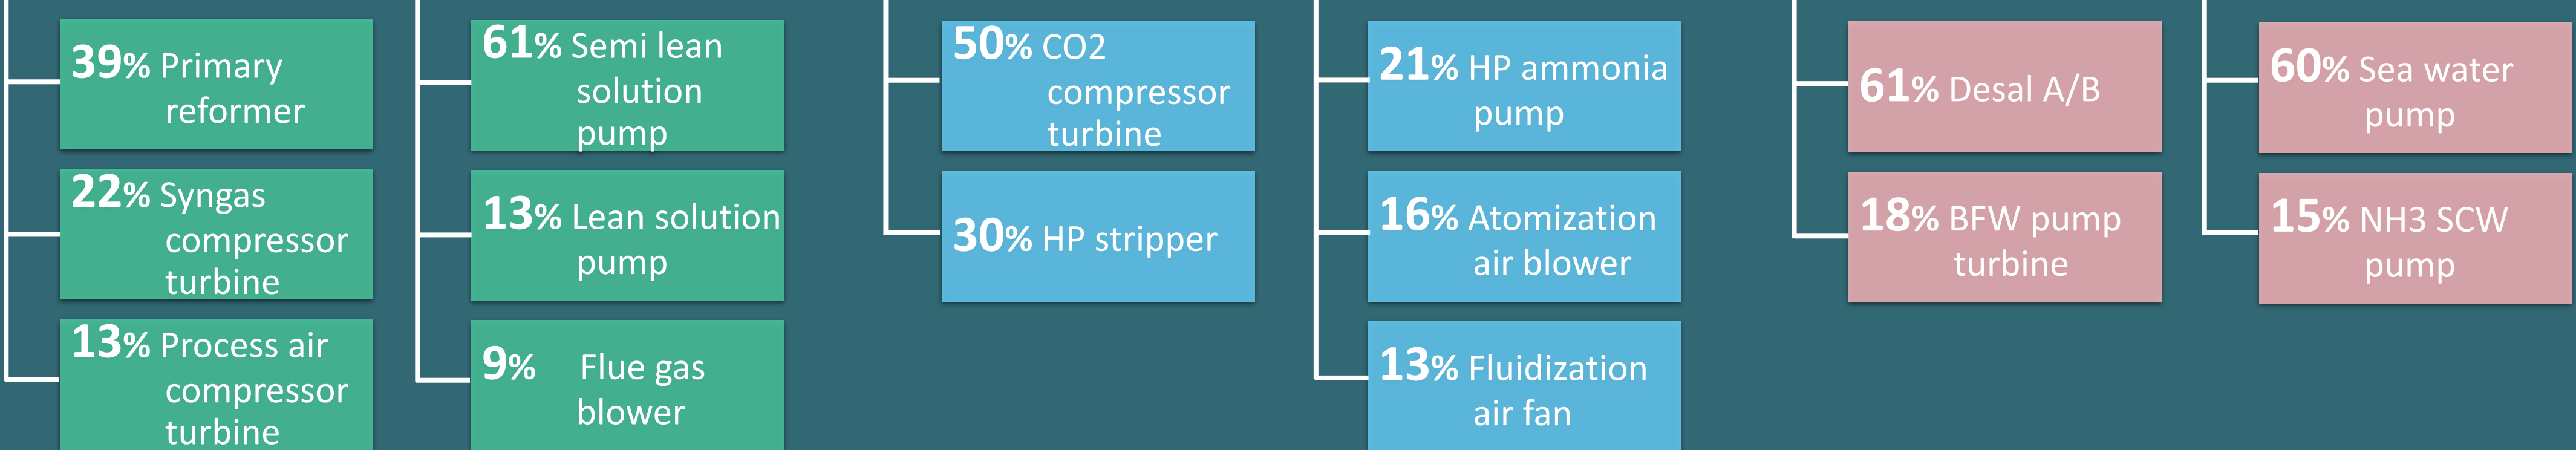 39% Primary
reformer
22% Syngas
compressor
turbine
13% Process air
compressor
turbine
61% Semi lean
solution
pump
13% Lean solution
pump
9% Flue gas
blower
50% CO2
compressor
turbine
30% HP stripper
21% HP ammonia
pump
16% Atomization
air blower
13% Fluidization
air fan
61% Desal A/B
18% BFW pump
turbine
60% Sea water
pump
15% NH3 SCW
pump